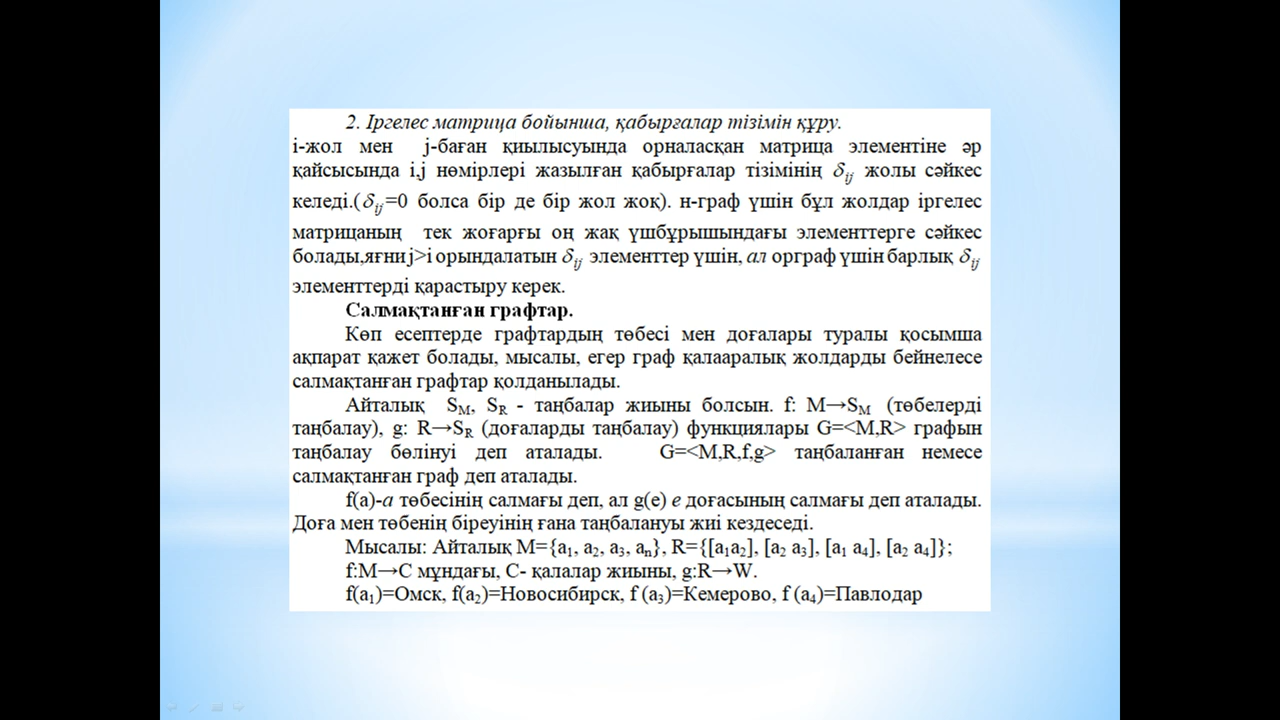 2. Іргелес матрица бойынша, қабырғалар тізімін құру.
і-жол мен j-баған қиылысуында орналасқан матрица элементіне әр
қайсысында i,j нөмірлері жазылған қабырғалар тізімінің δij жолы сәйкес
келеді.(δij=0 болса бір де бір жол жоқ). н-граф үшін бұл жолдар іргелес
матрицаның тек жоғарғы оң жақ үшбұрышындағы элементтерге сәйкес
болады,яғни j>i орындалатын δij элементтер үшін, ал орграф үшін барлық δij
элементтерді қарастыру керек.
Салмақтанған графтар.
Көп есептерде графтардың төбесі мен доғалары туралы қосымша
ақпарат қажет болады, мысалы, егер граф қалааралық жолдарды бейнелесе
салмақтанған графтар қолданылады.
Айталық SM, SR - таңбалар жиыны болсын. f: M→SM (төбелерді
таңбалау), g: R→SR (доғаларды таңбалау) функциялары G=<M,R> графын
таңбалау бөлінуі деп аталады. G=<M,R,f,g> таңбаланған немесе
салмақтанған граф деп аталады.
f(a)-a төбесінің салмағы деп, ал g(e) e доғасының салмағы деп аталады.
Доға мен төбенің біреуінің ғана таңбалануы жиі кездеседі.
Мысалы: Айталық M={a1, a2, a3, an}, R={[a1a2], [a2 a3], [a1 a4], [a2 a4]};
f:M→C мұндағы, C- қалалар жиыны, g:R→W.
f(a1)=Омск, f(a2)=Новосибирск, f (a3)=Кемерово, f (a4)=Павлодар